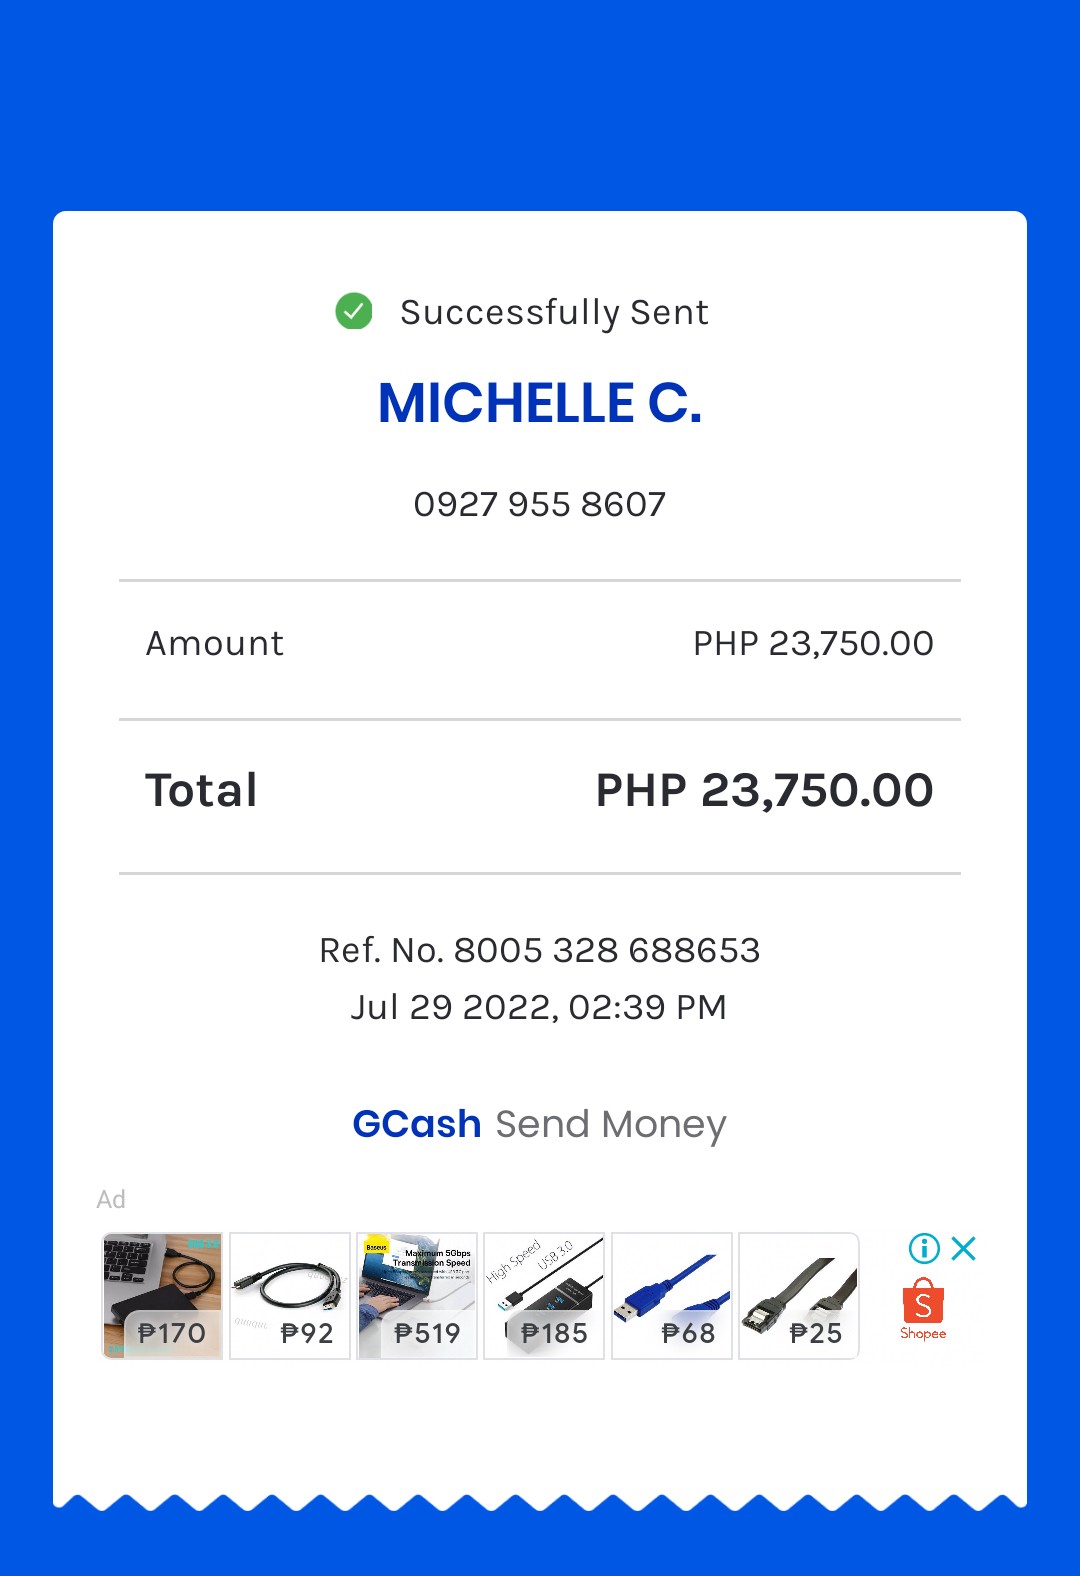 Successfully Sent
MICHELLE C.
0927 955 8607
Amount PHP 23,750.00
Total PHP 23,750.00
Ref. No. 8005 328 688653
Jul 29 2022, 02:39 PM
GCash Send Money
Ad
Baseus
Maximum 5Gbps
Transmission Speed
High Speed
USB 3.0
₱170 ₱92 ₱519 ₱185 ₱68 ₱25
Shopee